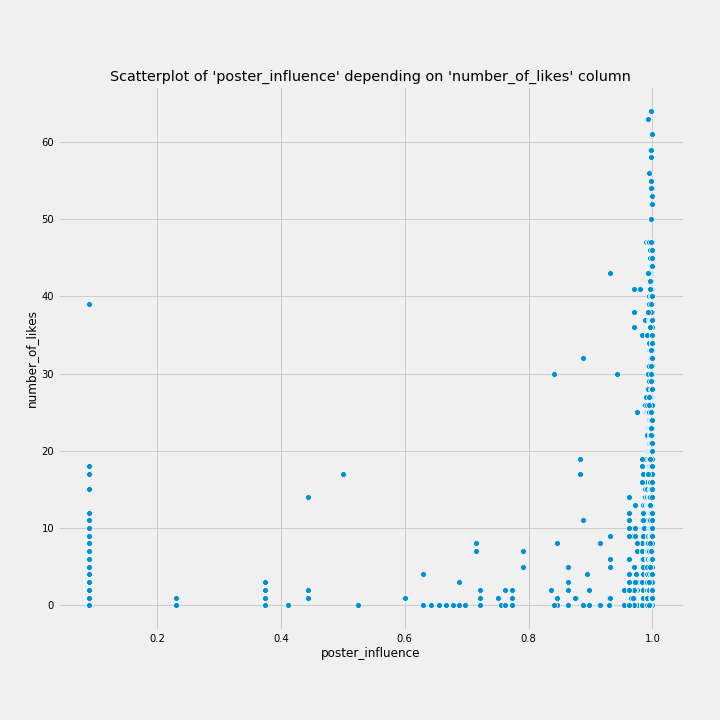 Scatterplot of 'poster_influence' depending on 'number_of_likes' column
number_of_likes
60
50
40
30
20
10
0
0.2 0.4 0.6 0.8 1.0
poster_influence